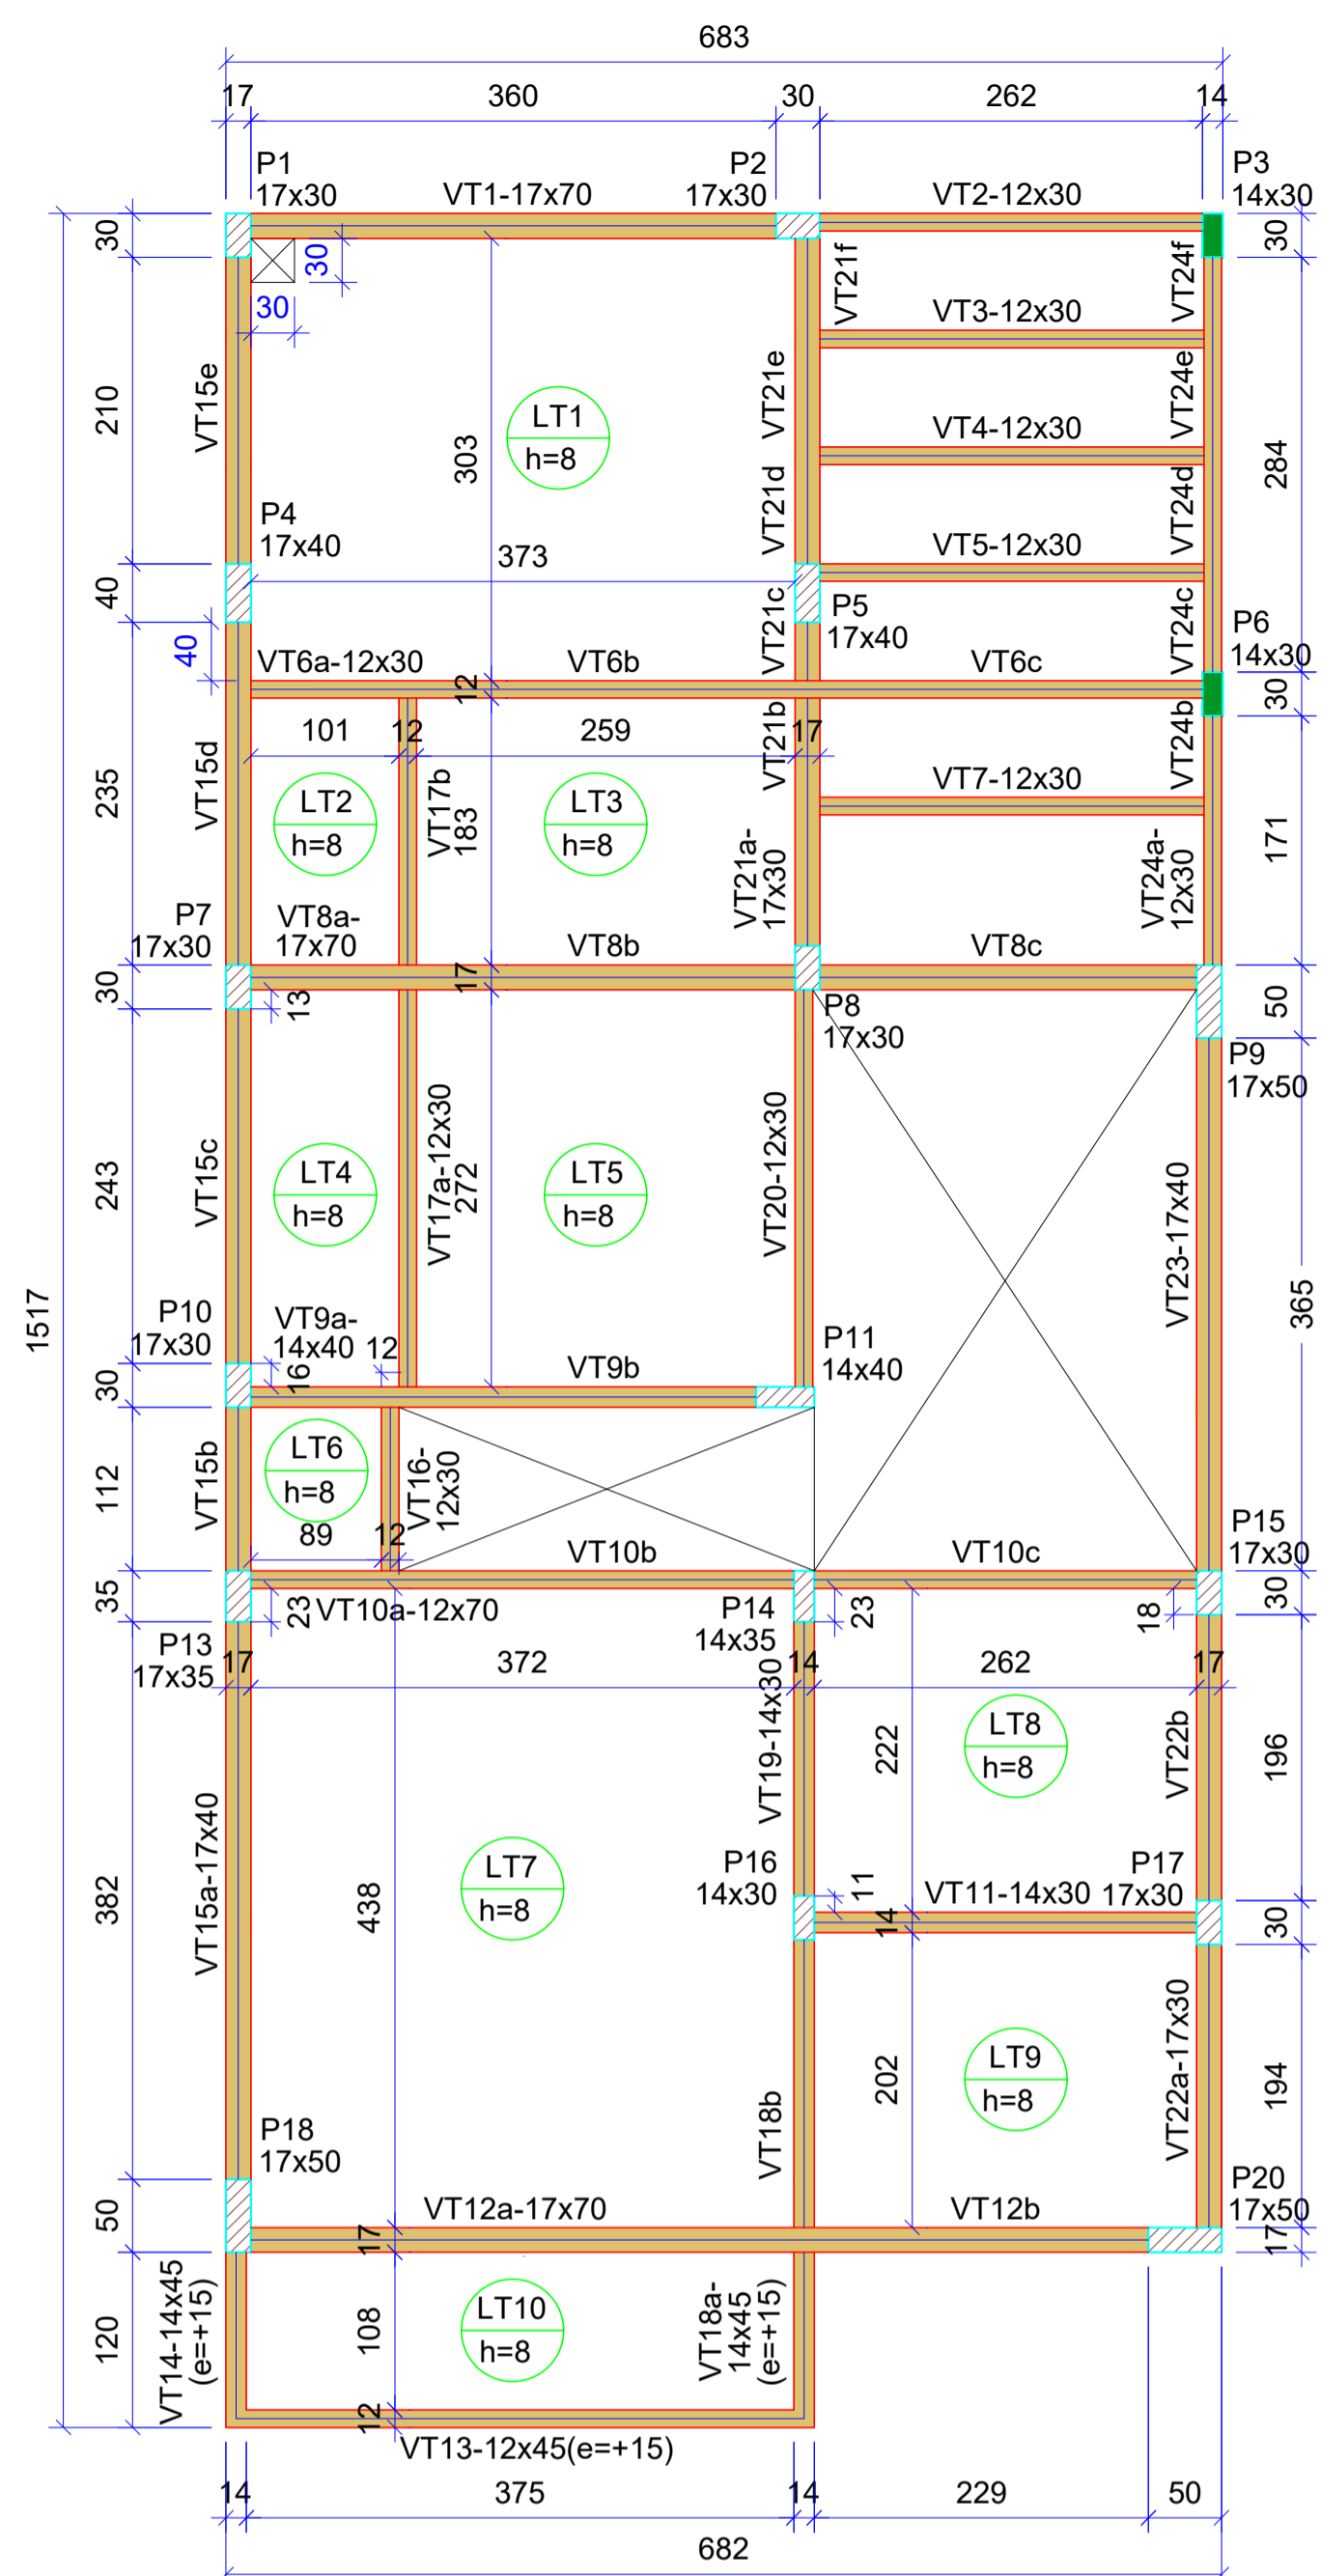 683
17
360
30
262
14
P1
17x30
VT1-17x70
P2
17x30
VT2-12x30
P3
14x30
30
30
30
30
VT21f
VT24f
VT3-12x30
210
VT15e
VT21e
VT24e
LT1
h=8
303
VT4-12x30
284
P4
17x40
VT21d
VT24d
373
VT5-12x30
40
VT21c
P5
17x40
VT24c
P6
14x30
40
VT6a-12x30
VT6b
VT6c
12
30
101
12
259
17
VT21b
VT24b
235
VT15d
LT2
h=8
VT17b
183
LT3
h=8
VT7-12x30
171
VT21a-
17x30
VT24a-
12x30
P7
17x30
VT8a-
17x70
VT8b
VT8c
30
13
17
P8
17x30
50
P9
17x50
243
VT15c
LT4
h=8
VT17a-12x30
272
LT5
h=8
VT20-12x30
VT23-17x40
1517
365
P10
17x30
VT9a-
14x40
12
VT9b
P11
14x40
30
16
112
VT15b
LT6
h=8
VT16-
12x30
89
12
VT10b
VT10c
P15
17x30
35
23
VT10a-12x70
P14
14x35
23
18
30
P13
17x35
17
372
14
262
17
VT19-14x30
222
LT8
h=8
VT22b
196
VT15a-17x40
382
438
LT7
h=8
P16
14x30
11
VT11-14x30
P17
17x30
14
30
202
LT9
h=8
VT22a-17x30
194
P18
17x50
VT18b
50
VT12a-17x70
VT12b
P20
17x50
17
17
VT14-14x45
(e=+15)
120
108
LT10
h=8
VT18a-
14x45
(e=+15)
12
VT13-12x45(e=+15)
14
375
14
229
50
682